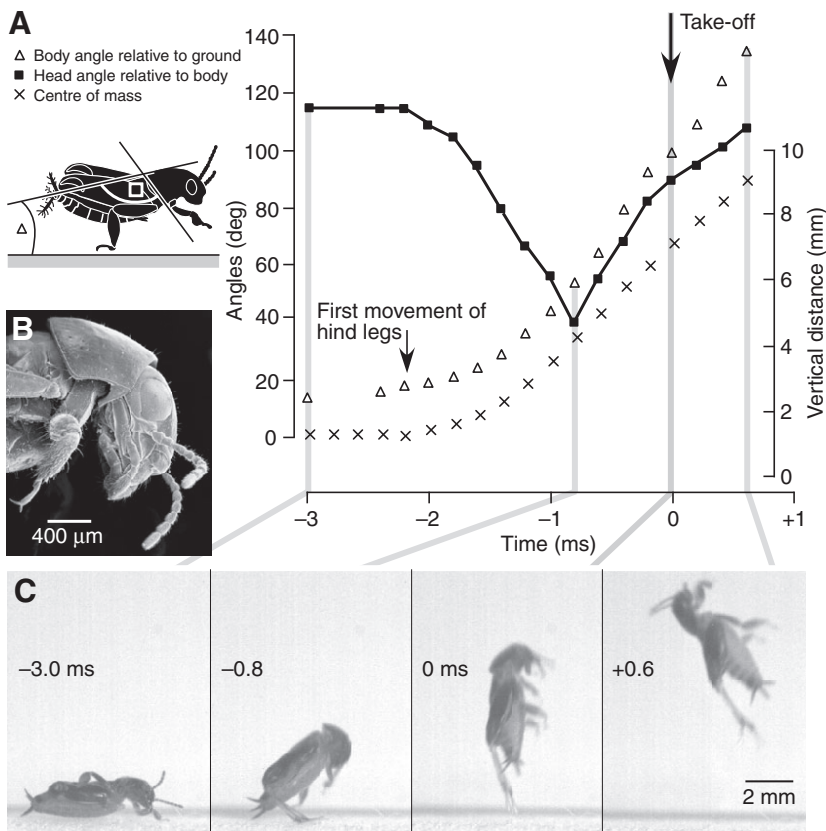 A
Body angle relative to ground
Head angle relative to body
Centre of mass
Take-off
First movement of
hind legs
Angles (deg)
140
120
100
80
60
40
20
0
Vertical distance (mm)
10
8
6
4
2
0
–3
–2
–1
0
+1
Time (ms)
B
400 μm
C
–3.0 ms
–0.8
0 ms
+0.6
2 mm